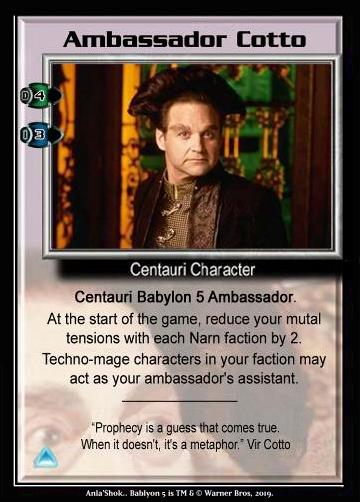 Ambassador Cotto
4
3
Centauri Character
Centauri Babylon 5 Ambassador.
At the start of the game, reduce your mutal
tensions with each Narn faction by 2.
Techno-mage characters in your faction may
act as your ambassador's assistant.
“Prophecy is a guess that comes true.
When it doesn't, it's a metaphor.” Vir Cotto
Anla'Shok.. Bablyon 5 is TM & © Warner Bros, 2019.